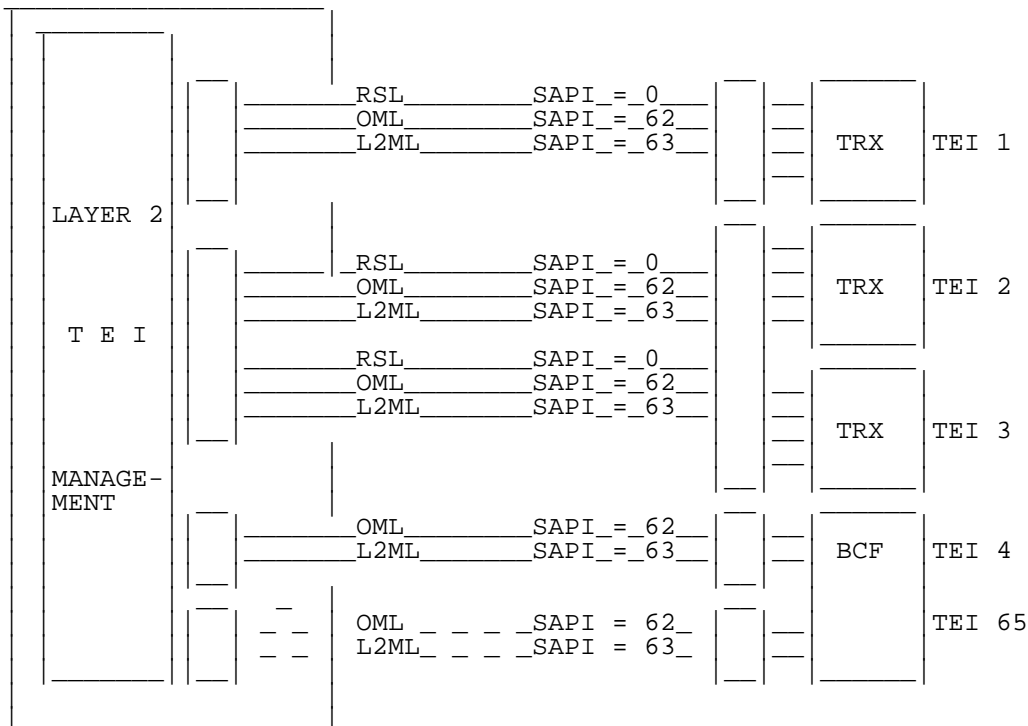 RSL SAPI = 0
OML SAPI = 62
L2ML SAPI = 63 TRX TEI 1
LAYER 2
RSL SAPI = 0
OML SAPI = 62 TRX TEI 2
L2ML SAPI = 63
T E I
RSL SAPI = 0
OML SAPI = 62
L2ML SAPI = 63
TRX TEI 3
MANAGE-
MENT
OML SAPI = 62
L2ML SAPI = 63 BCF TEI 4
OML SAPI = 62 TEI 65
L2ML SAPI = 63